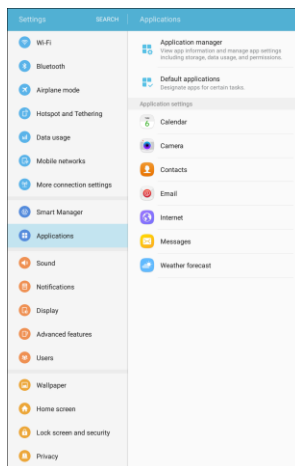 Settings
SEARCH
Wi-Fi
Bluetooth
Airplane mode
Hotspot and Tethering
Data usage
Mobile networks
More connection settings
Smart Manager
Applications
Sound
Notifications
Display
Advanced features
Users
Wallpaper
Home screen
Lock screen and security
Privacy
Applications
Application manager
View app information and manage app settings
including storage, data usage, and permissions.
Default applications
Designate apps for certain tasks.
Application settings
6
Calendar
Camera
Contacts
Email
Internet
Messages
Weather forecast